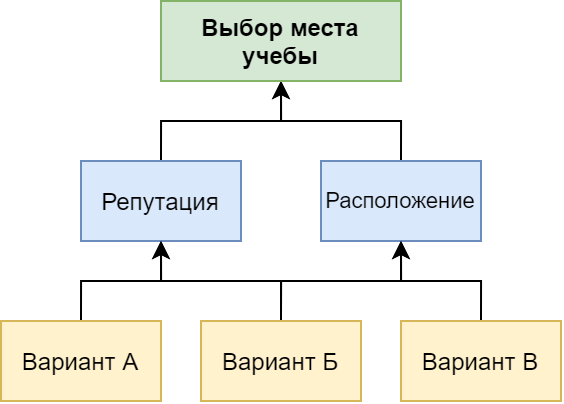 Выбор места
учебы
Репутация
Расположение
Вариант А
Вариант Б
Вариант В